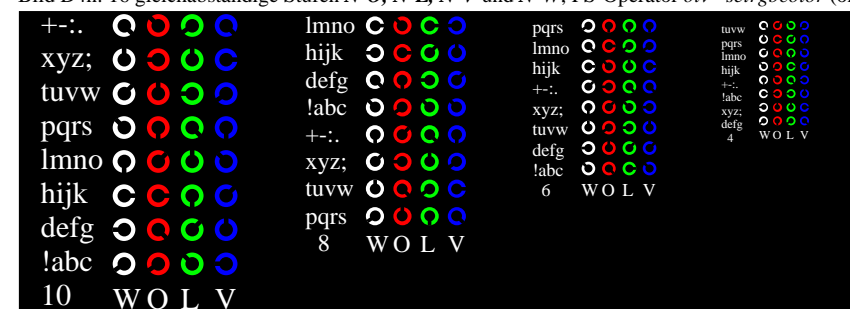 +-:.
xyz;
tuvw
pqrs
lmno
hijk
defg
!abc
10 W O L V
lmno
hijk
defg
!abc
+-:.
xyz;
tuvw
pqrs
8 W O L V
pqrs
lmno
hijk
+-:.
xyz;
tuvw
defg
!abc
6 W O L V
tuvw
pqrs
lmno
hijk
+-:.
!abc
xyz;
defg
4 W O L V